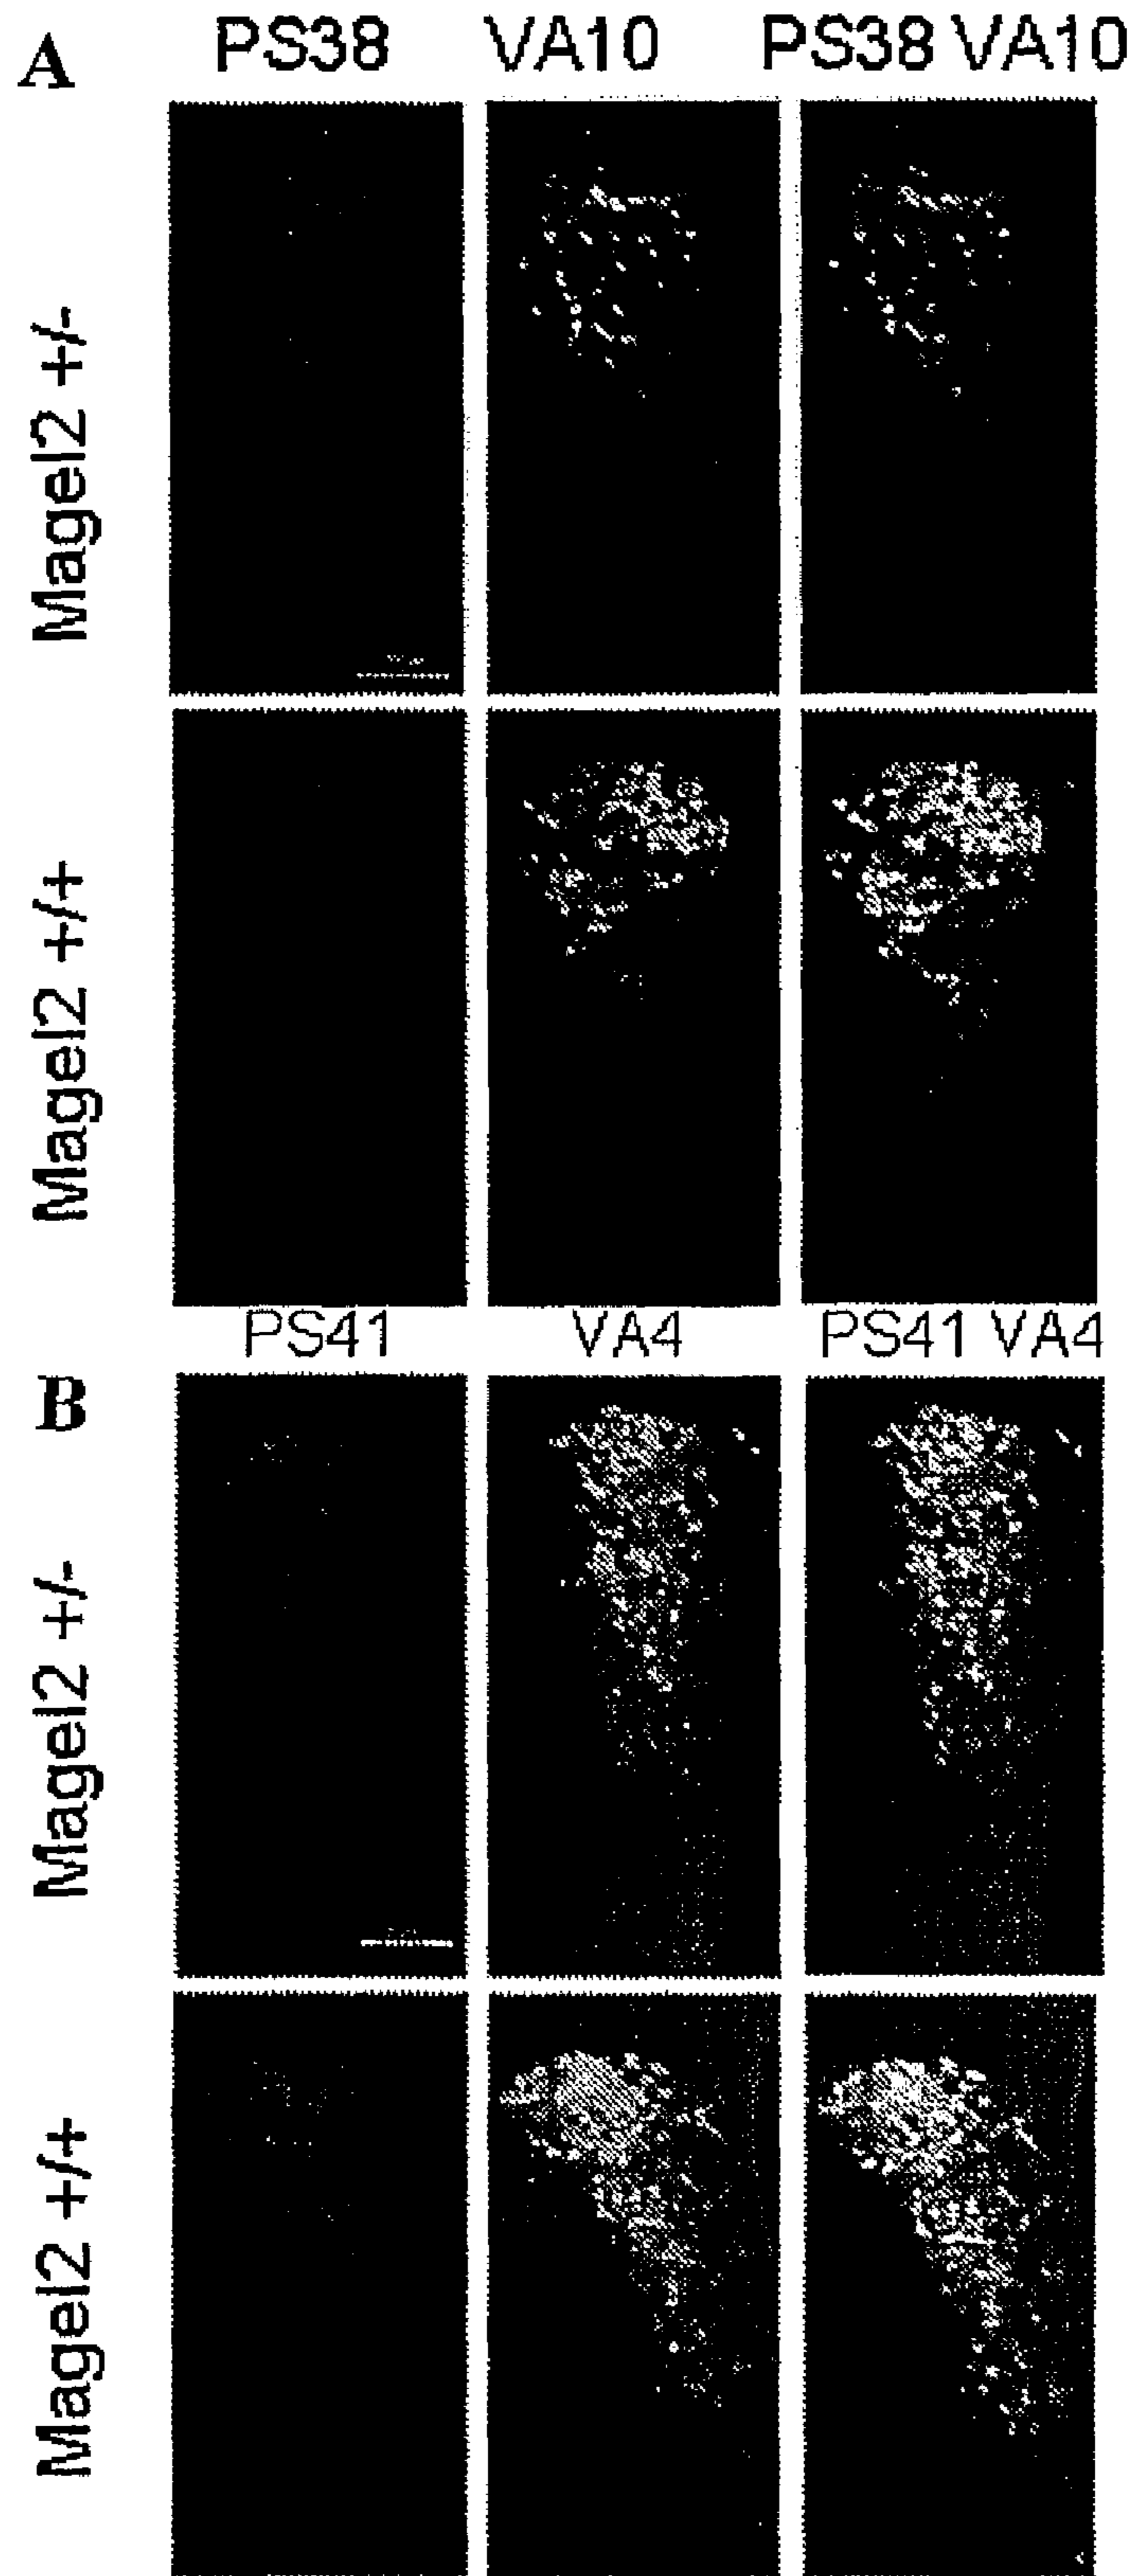 A
PS38 VA10 PS38 VA10
Magel2 +/-
Magel2 +/+
PS41 VA4 PS41 VA4
B
Magel2 +/-
Magel2 +/+